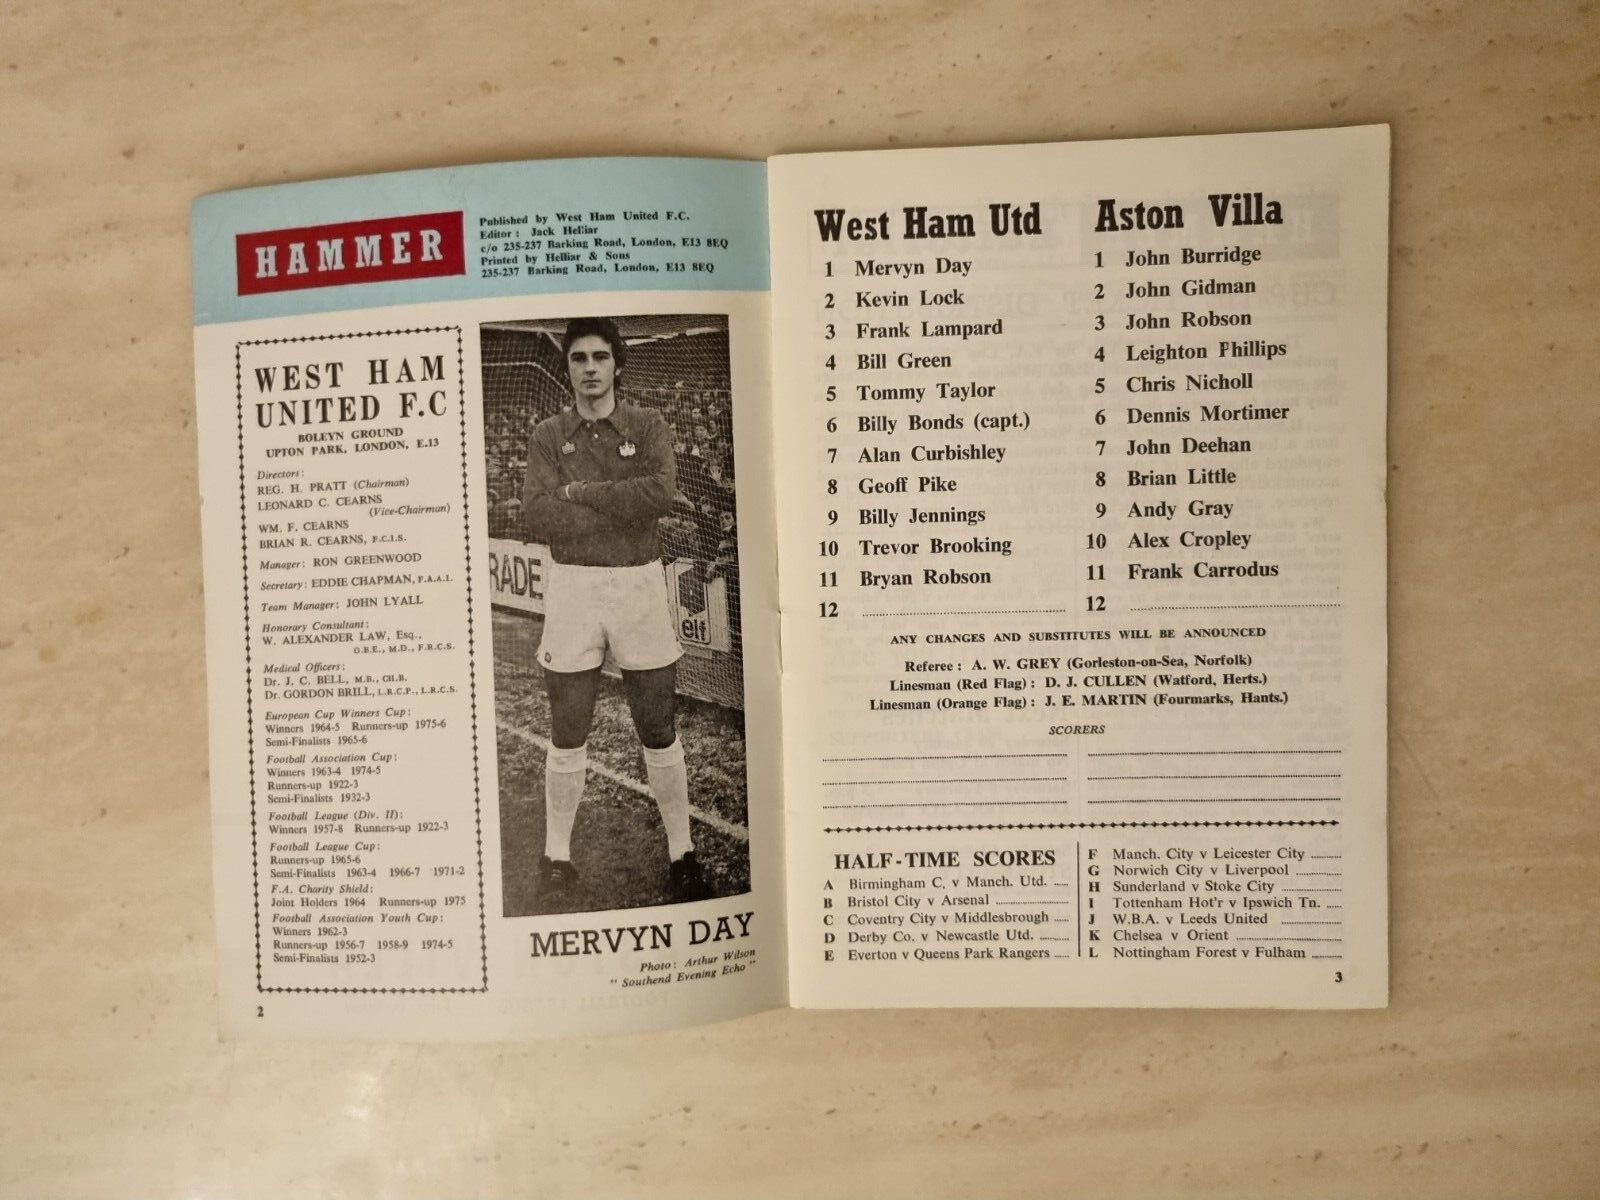 HAMMER
Published by West Ham United F.C.
Editor : Jack Helliar
c/o 235-237 Barking Road, London, E13 8EQ
Printed by Helliar & Sons
235-237 Barking Road, London, E13 8EQ
WEST HAM
UNITED F.C
BOLEYN GROUND
UPTON PARK, LONDON, E.13
Directors:
REG. H. PRATT (Chairman)
LEONARD C. CEARNS
(Vice-Chairman)
WM. F. CEARNS
BRIAN R. CEARNS, F.C.I.S.
Manager: RON GREENWOOD
Secretary: EDDIE CHAPMAN, F.A.A.I.
Team Manager: JOHN LYALL
Honorary Consultant:
W. ALEXANDER LAW, Esq.,
O.B.E., M.D., F.R.C.S.
Medical Officers:
Dr. J. C. BELL, M.B., CH.B.
Dr. GORDON BRILL, L.R.C.P., L.R.C.S.
European Cup Winners Cup:
Winners 1964-5 Runners-up 1975-6
Semi-Finalists 1965-6
Football Association Cup:
Winners 1963-4 1974-5
Runners-up 1922-3
Semi-Finalists 1932-3
Football League (Div. II):
Winners 1957-8 Runners-up 1922-3
Football League Cup:
Runners-up 1965-6
Semi-Finalists 1963-4 1966-7 1971-2
F.A. Charity Shield:
Joint Holders 1964 Runners-up 1975
Football Association Youth Cup:
Winners 1962-3
Runners-up 1956-7 1958-9 1974-5
Semi-Finalists 1952-3
2
RADE
elf
MERVYN DAY
Photo: Arthur Wilson
" Southend Evening Echo "
West Ham Utd
1 Mervyn Day
2 Kevin Lock
3 Frank Lampard
4 Bill Green
5 Tommy Taylor
6 Billy Bonds (capt.)
7 Alan Curbishley
8 Geoff Pike
9 Billy Jennings
10 Trevor Brooking
11 Bryan Robson
12
Aston Villa
1 John Burridge
2 John Gidman
3 John Robson
4 Leighton Phillips
5 Chris Nicholl
6 Dennis Mortimer
7 John Deehan
8 Brian Little
9 Andy Gray
10 Alex Cropley
11 Frank Carrodus
12
ANY CHANGES AND SUBSTITUTES WILL BE ANNOUNCED
Referee : A. W. GREY (Gorleston-on-Sea, Norfolk)
Linesman (Red Flag) : D. J. CULLEN (Watford, Herts.)
Linesman (Orange Flag) : J. E. MARTIN (Fourmarks, Hants.)
SCORERS
HALF-TIME SCORES
A Birmingham C. v Manch. Utd.
B Bristol City v Arsenal
C Coventry City v Middlesbrough
D Derby Co. v Newcastle Utd.
E Everton v Queens Park Rangers
F Manch. City v Leicester City
G Norwich City v Liverpool
H Sunderland v Stoke City
I Tottenham Hot'r v Ipswich Tn.
J W.B.A. v Leeds United
K Chelsea v Orient
L Nottingham Forest v Fulham
3